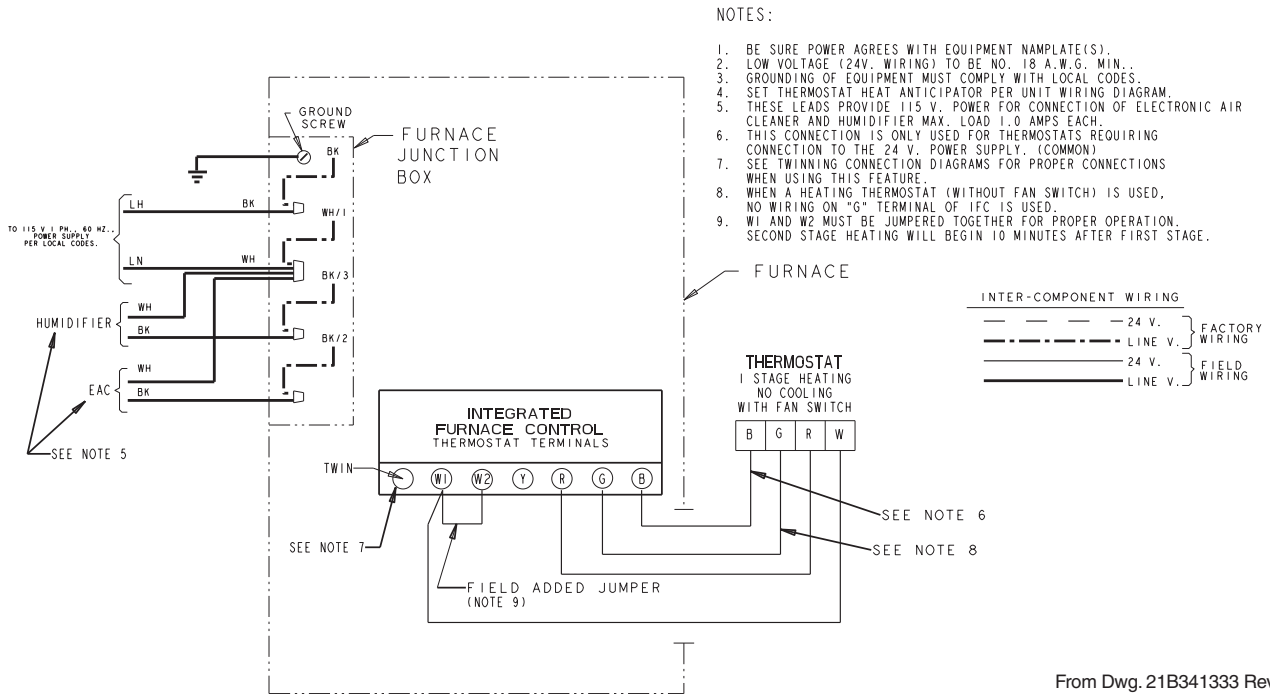 NOTES:
1. BE SURE POWER AGREES WITH EQUIPMENT NAMPLATE(S).
2. LOW VOLTAGE (24V. WIRING) TO BE NO. 18 A.W.G. MIN..
3. GROUNDING OF EQUIPMENT MUST COMPLY WITH LOCAL CODES.
4. SET THERMOSTAT HEAT ANTICIPATOR PER UNIT WIRING DIAGRAM.
5. THESE LEADS PROVIDE 115 V. POWER FOR CONNECTION OF ELECTRONIC AIR
CLEANER AND HUMIDIFIER MAX. LOAD 1.0 AMPS EACH.
6. THIS CONNECTION IS ONLY USED FOR THERMOSTATS REQUIRING
CONNECTION TO THE 24 V. POWER SUPPLY. (COMMON)
7. SEE TWINNING CONNECTION DIAGRAMS FOR PROPER CONNECTIONS
WHEN USING THIS FEATURE.
8. WHEN A HEATING THERMOSTAT (WITHOUT FAN SWITCH) IS USED,
NO WIRING ON "G" TERMINAL OF IFC IS USED.
9. W1 AND W2 MUST BE JUMPERED TOGETHER FOR PROPER OPERATION.
SECOND STAGE HEATING WILL BEGIN 10 MINUTES AFTER FIRST STAGE.
GROUND
SCREW
FURNACE
JUNCTION
BOX
BK
LH BK
WH/1
TO 115 V 1 PH., 60 HZ..
POWER SUPPLY
PER LOCAL CODES.
LN WH
BK/3
HUMIDIFIER
WH
BK
BK/2
EAC
WH
BK
SEE NOTE 5
FURNACE
INTER-COMPONENT WIRING
24 V.
LINE V.
FACTORY
WIRING
24 V.
LINE V.
FIELD
WIRING
THERMOSTAT
1 STAGE HEATING
NO COOLING
WITH FAN SWITCH
B G R W
INTEGRATED
FURNACE CONTROL
THERMOSTAT TERMINALS
TWIN
W1 W2 Y R G B
SEE NOTE 6
SEE NOTE 8
SEE NOTE 7
FIELD ADDED JUMPER
(NOTE 9)
From Dwg. 21B341333 Rev